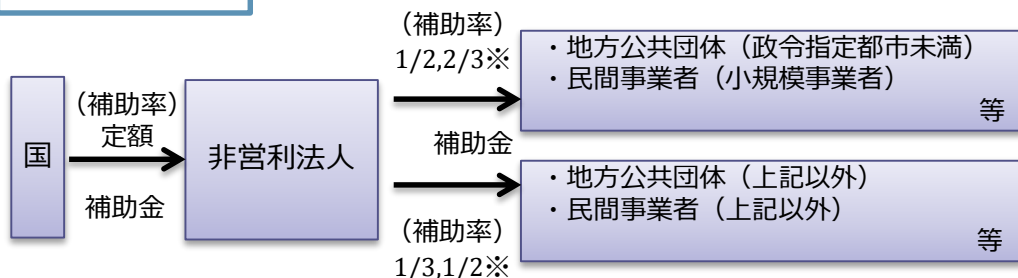 国
（補助率）
定額
補助金
非営利法人
（補助率）
1/2,2/3※
補助金
（補助率）
1/3,1/2※
・地方公共団体（政令指定都市未満）
・民間事業者（小規模事業者）
等
・地方公共団体（上記以外）
・民間事業者（上記以外）
等